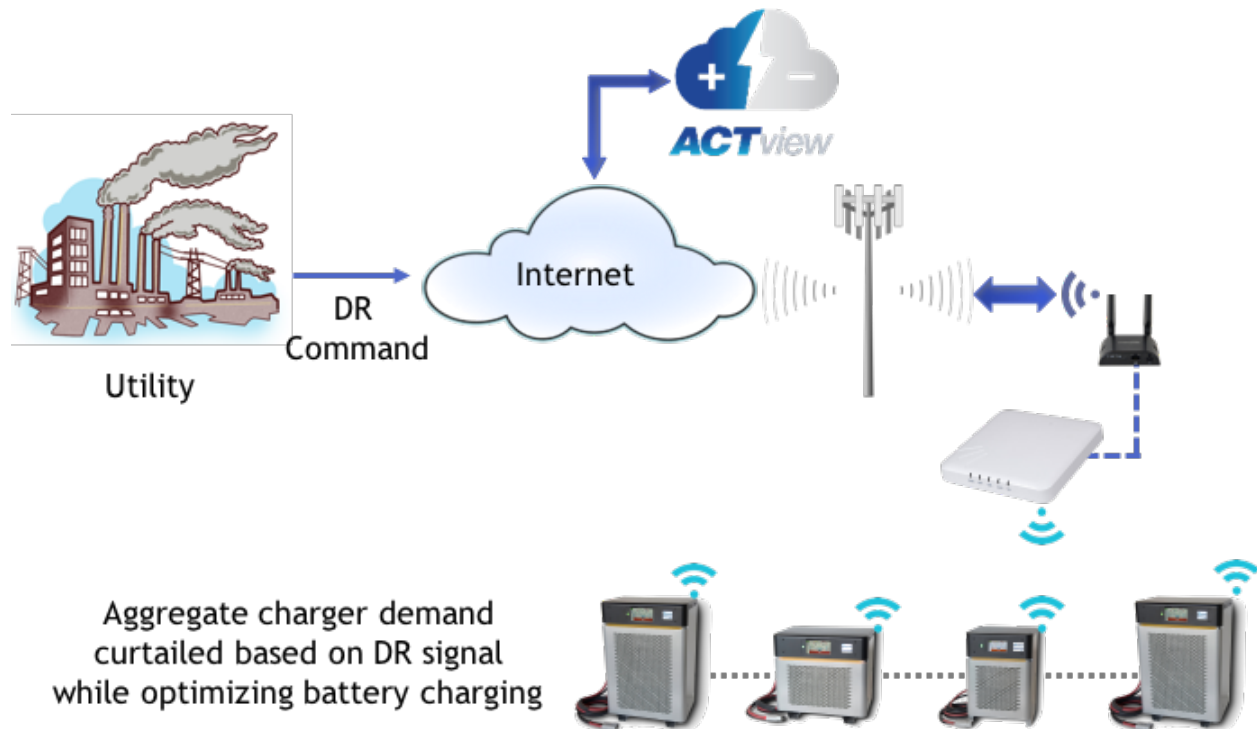 ACTview
Internet
DR
Command
Utility
Aggregate charger demand
curtailed based on DR signal
while optimizing battery charging